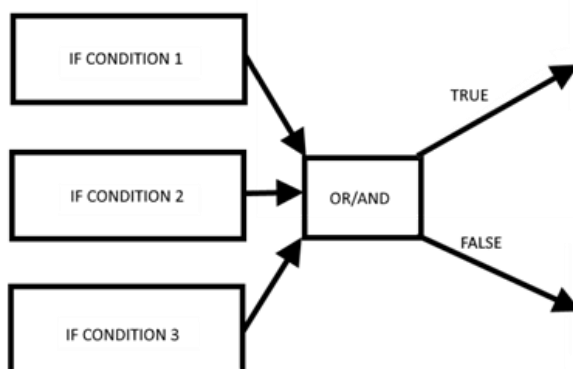 IF CONDITION 1
TRUE
IF CONDITION 2
OR/AND
FALSE
IF CONDITION 3